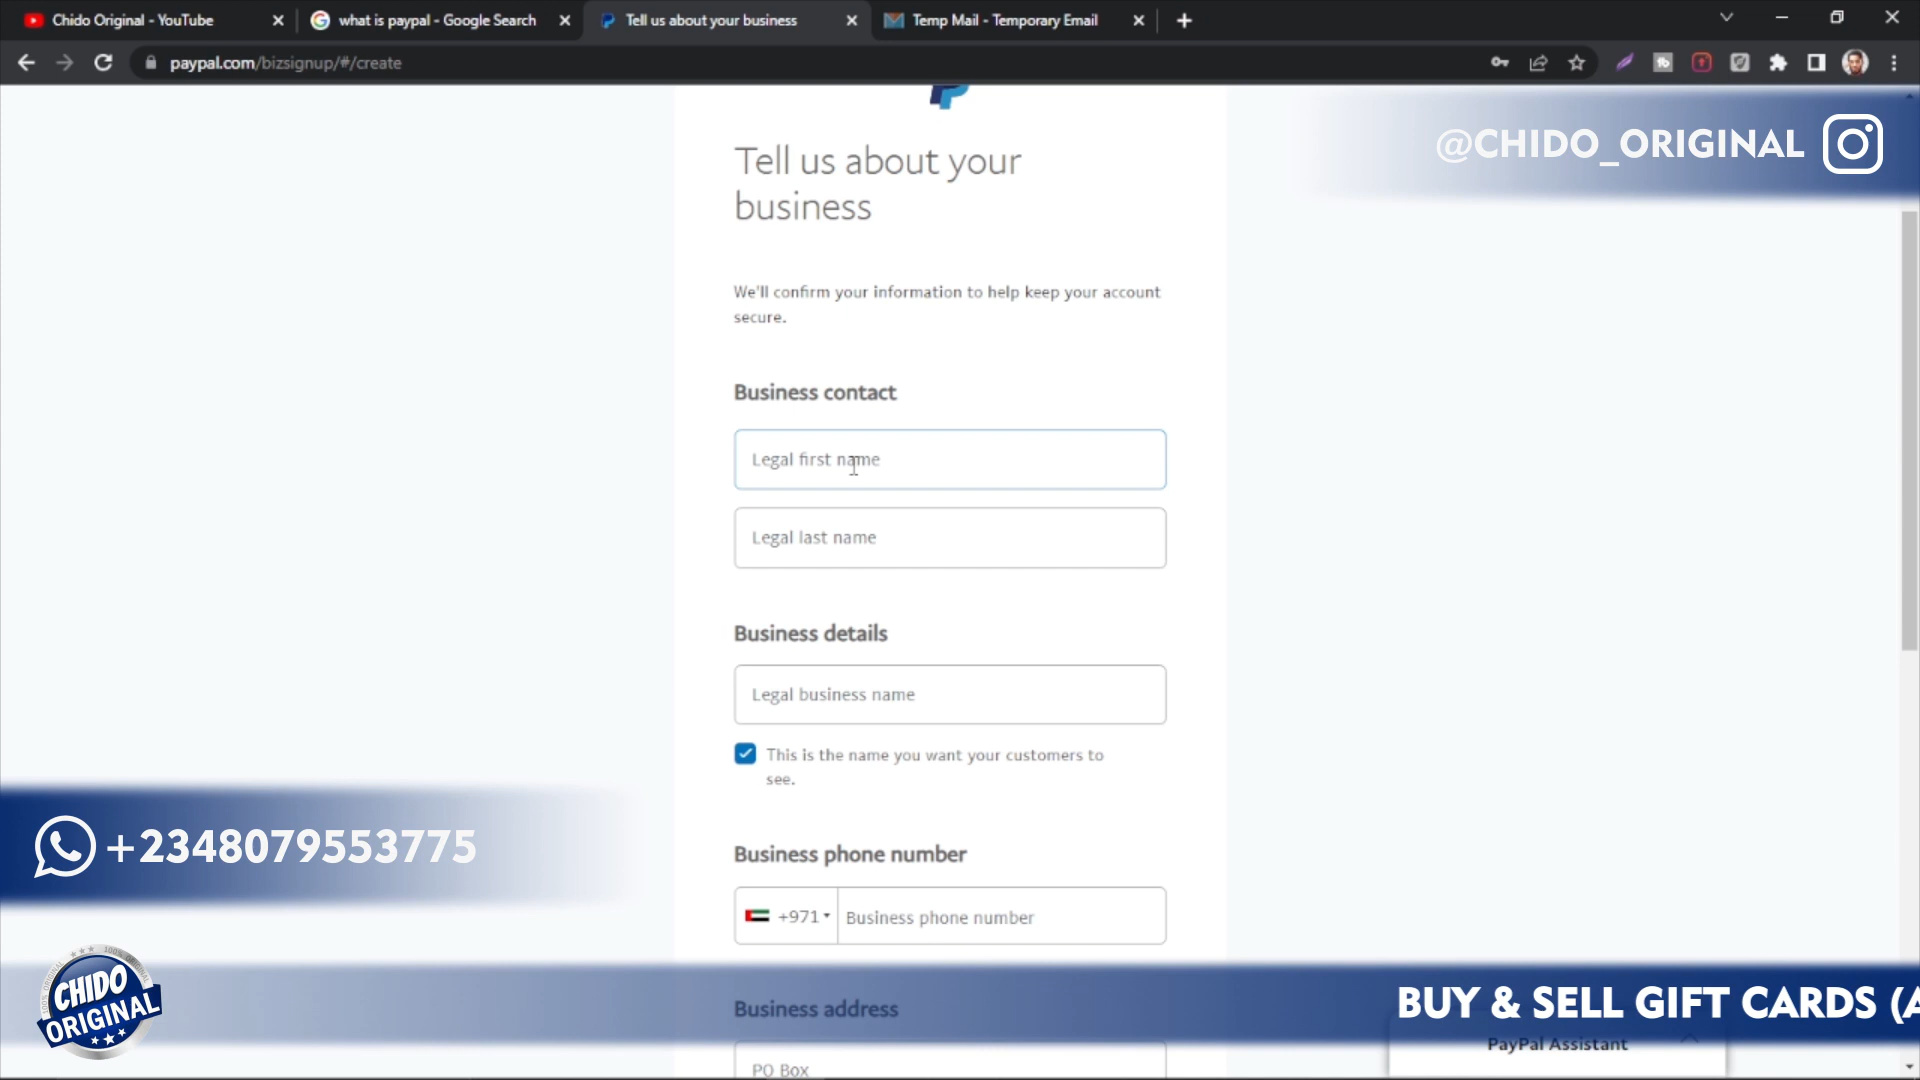 Chido Original - YouTube
what is paypal - Google Search
Tell us about your business
Temp Mail - Temporary Email
paypal.com/bizsignup/#/create
@CHIDO_ORIGINAL
Tell us about your
business
We'll confirm your information to help keep your account
secure.
Business contact
Legal first name
Legal last name
Business details
Legal business name
This is the name you want your customers to
see.
+2348079553775
Business phone number
+971
Business phone number
CHIDO
ORIGINAL
Business address
BUY & SELL GIFT CARDS (A
PayPal Assistant
PO Box